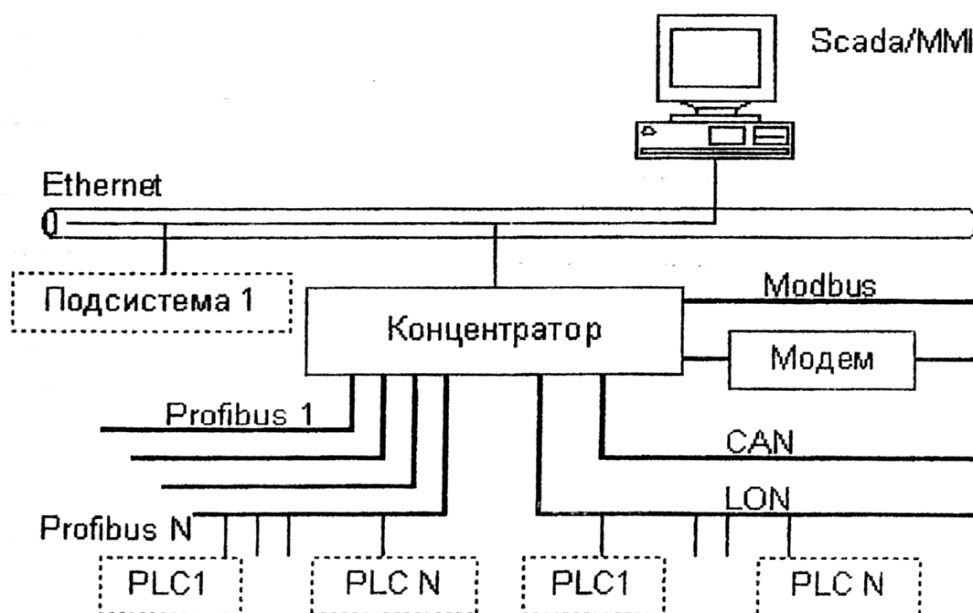 Scada/MMI
Ethernet
Подсистема 1
Концентратор
Modbus
Модем
Profibus 1
CAN
LON
Profibus N
PLC1
PLC N
PLC1
PLC N